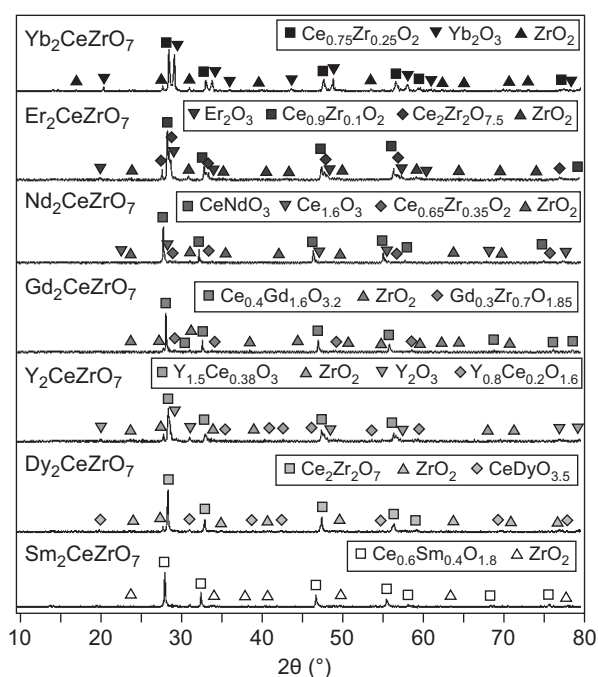 Yb₂CeZrO₇
■ Ce₀.₇₅Zr₀.₂₅O₂ ▼ Yb₂O₃ ▲ ZrO₂
Er₂CeZrO₇
▼ Er₂O₃ ■ Ce₀.₉Zr₀.₁O₂ ◆ Ce₂Zr₂O₇.₅ ▲ ZrO₂
Nd₂CeZrO₇
■ CeNdO₃ ▼ Ce₁.₆O₃ ◆ Ce₀.₆₅Zr₀.₃₅O₂ ▲ ZrO₂
Gd₂CeZrO₇
■ Ce₀.₄Gd₁.₆O₃.₂ ▲ ZrO₂ ◆ Gd₀.₃Zr₀.₇O₁.₈₅
Y₂CeZrO₇
■ Y₁.₅Ce₀.₃₈O₃ ▲ ZrO₂ ▼ Y₂O₃ ◆ Y₀.₈Ce₀.₂O₁.₆
Dy₂CeZrO₇
■ Ce₂Zr₂O₇ △ ZrO₂ ◆ CeDyO₃.₅
Sm₂CeZrO₇
□ Ce₀.₆Sm₀.₄O₁.₈ △ ZrO₂
10 20 30 40 50 60 70 80
2θ (°)